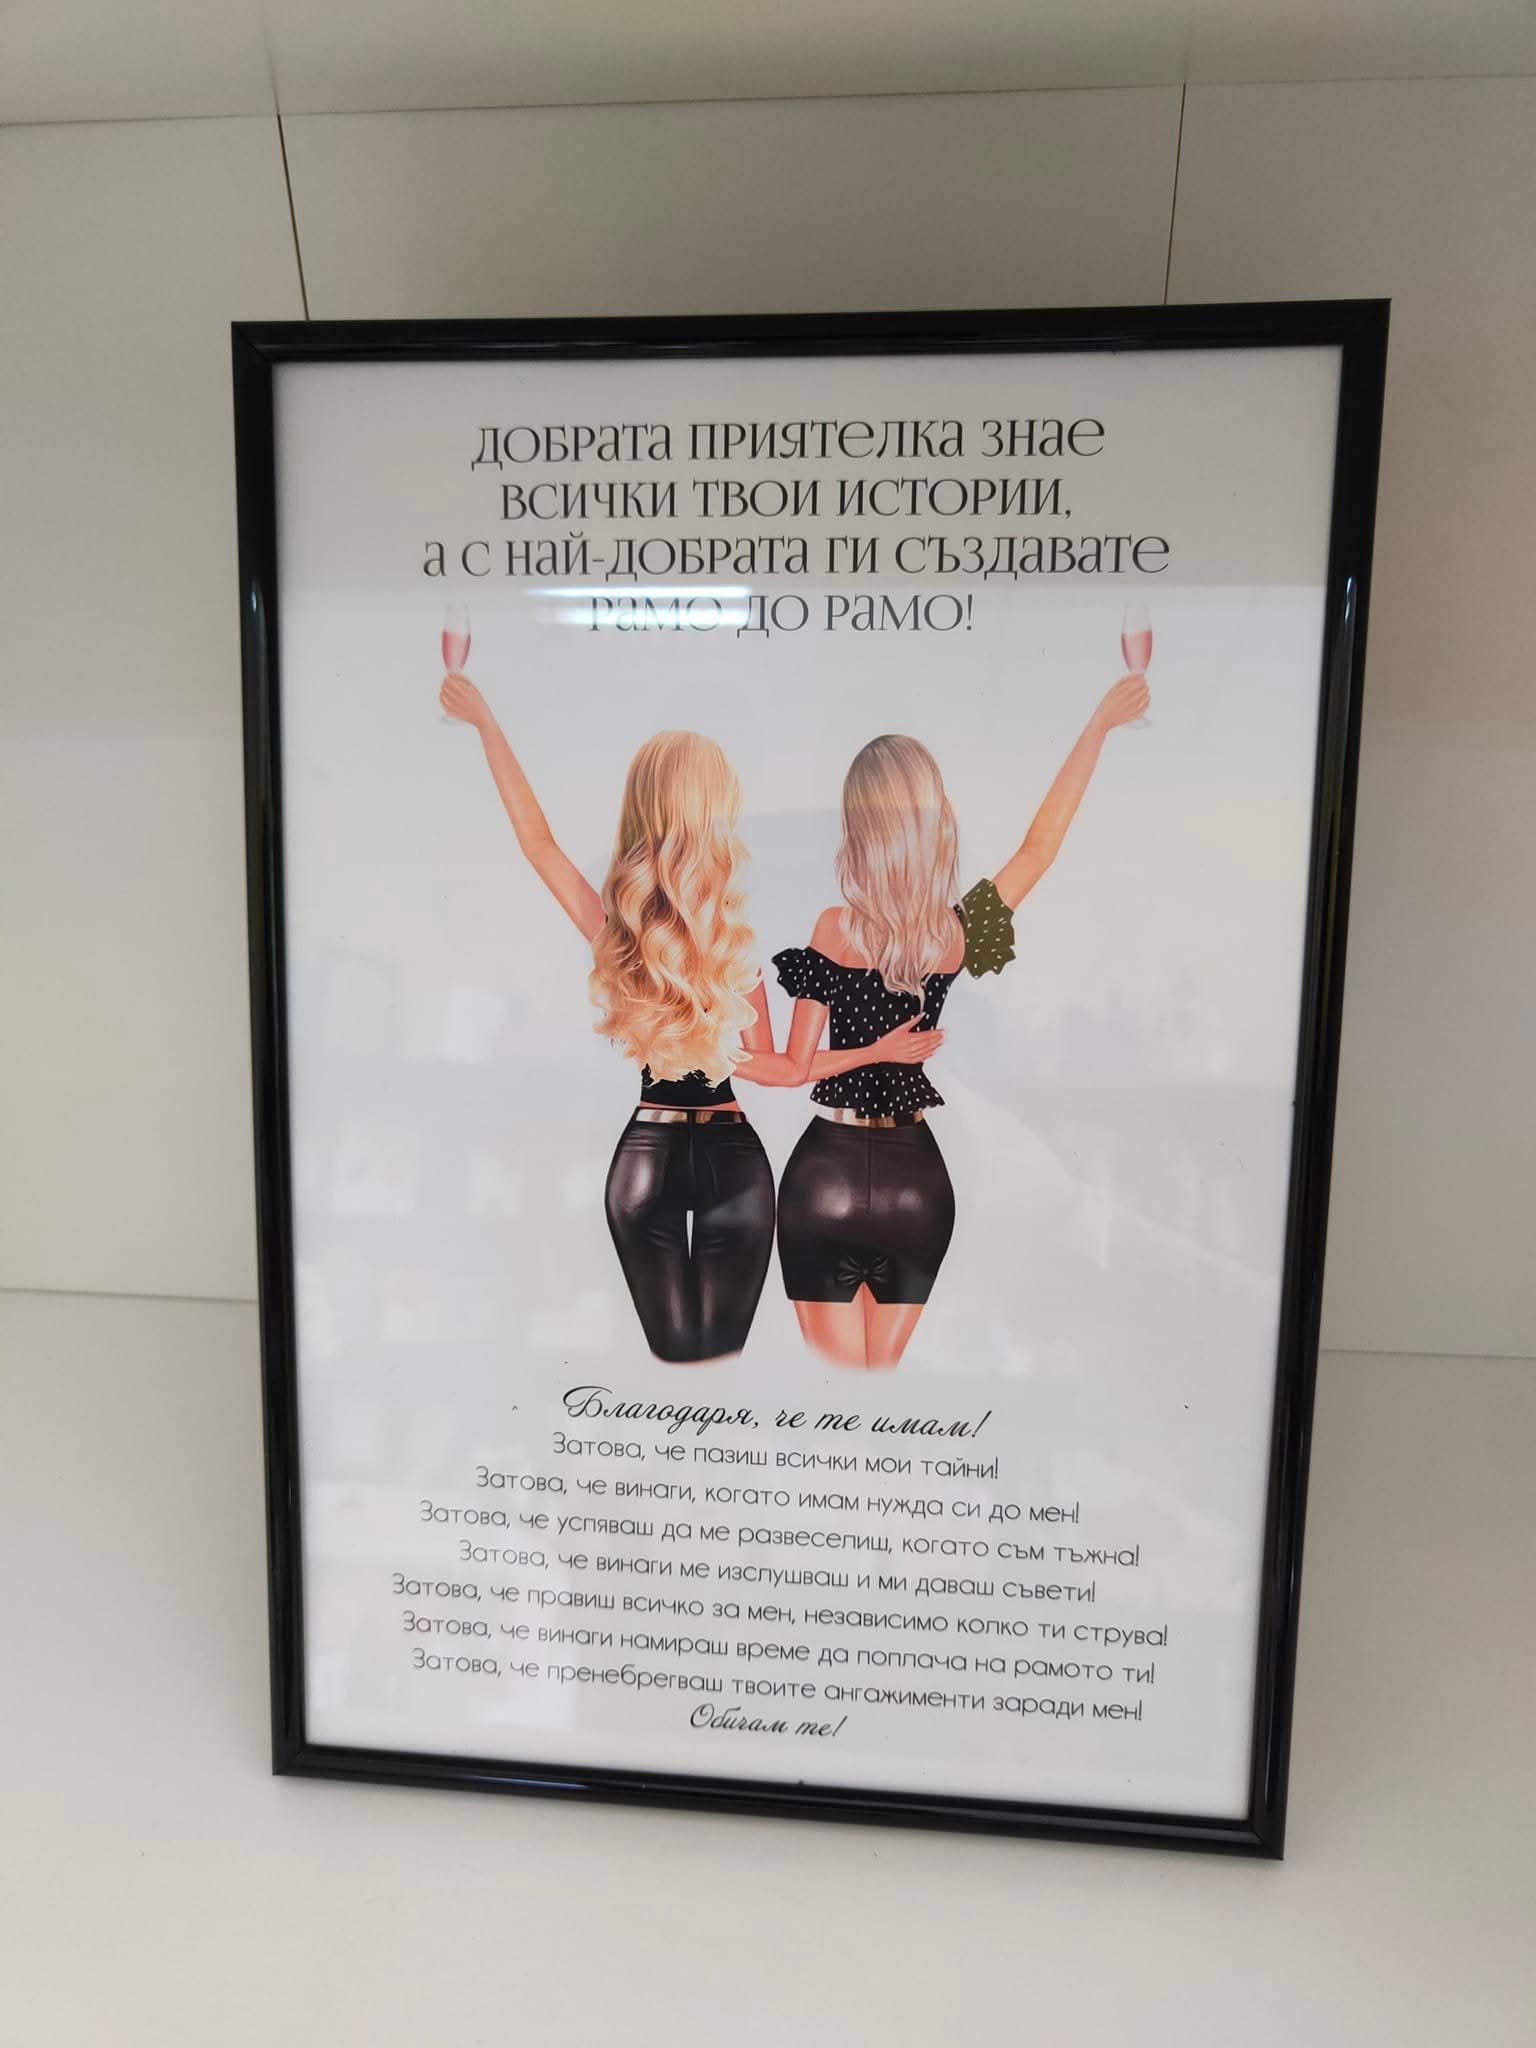 ДОБРАТА ПРИЯТЕЛКА ЗНАЕ
ВСИЧКИ ТВОИ ИСТОРИИ,
А С НАЙ-ДОБРАТА ГИ СЪЗДАВАТЕ
РАМО ДО РАМО!
Благодаря, че те имам!
Затова, че пазиш всички мои тайни!
Затова, че винаги, когато имам нужда си до мен!
Затова, че успяваш да ме развеселиш, когато съм тъжна!
Затова, че винаги ме изслушваш и ми даваш съвети!
Затова, че правиш всичко за мен, независимо колко ти струва!
Затова, че винаги намираш време да поплача на рамото ти!
Затова, че пренебрегваш твоите ангажименти заради мен!
Обичам те!